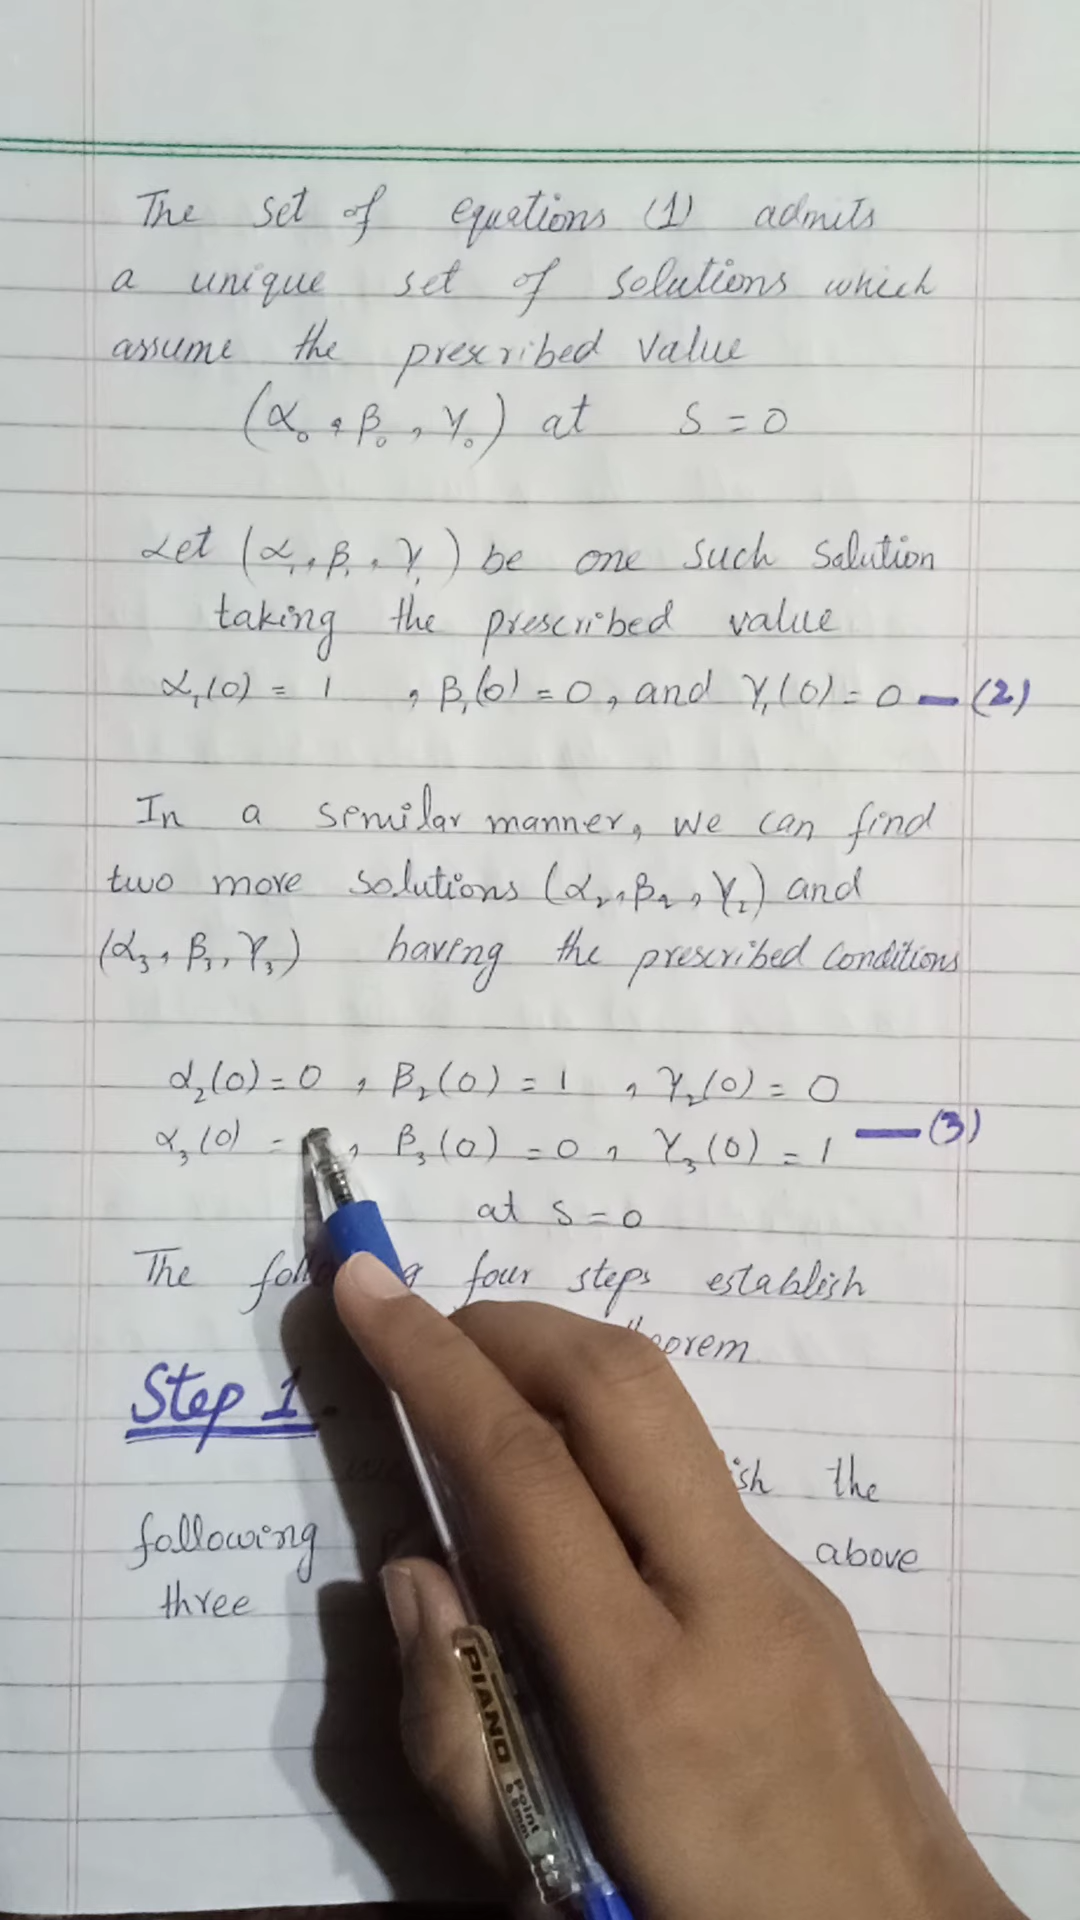 The set of equations (1) admits
a unique set of solutions which
assume the prescribed value
(α₀, β₀, γ₀) at S = 0
Let (α₁, β₁, γ₁) be one such solution
taking the prescribed value
α₁(0) = 1 , β₁(0) = 0, and γ₁(0) = 0 — (2)
In a similar manner, we can find
two more solutions (α₂, β₂, γ₂) and
(α₃, β₃, γ₃) having the prescribed conditions
α₂(0) = 0 , β₂(0) = 1 , γ₂(0) = 0
α₃(0) = , β₃(0) = 0 , γ₃(0) = 1 — (3)
at S = 0
The four steps establish
Step 1
the
following above
three
PIANO
Point
0.8mm